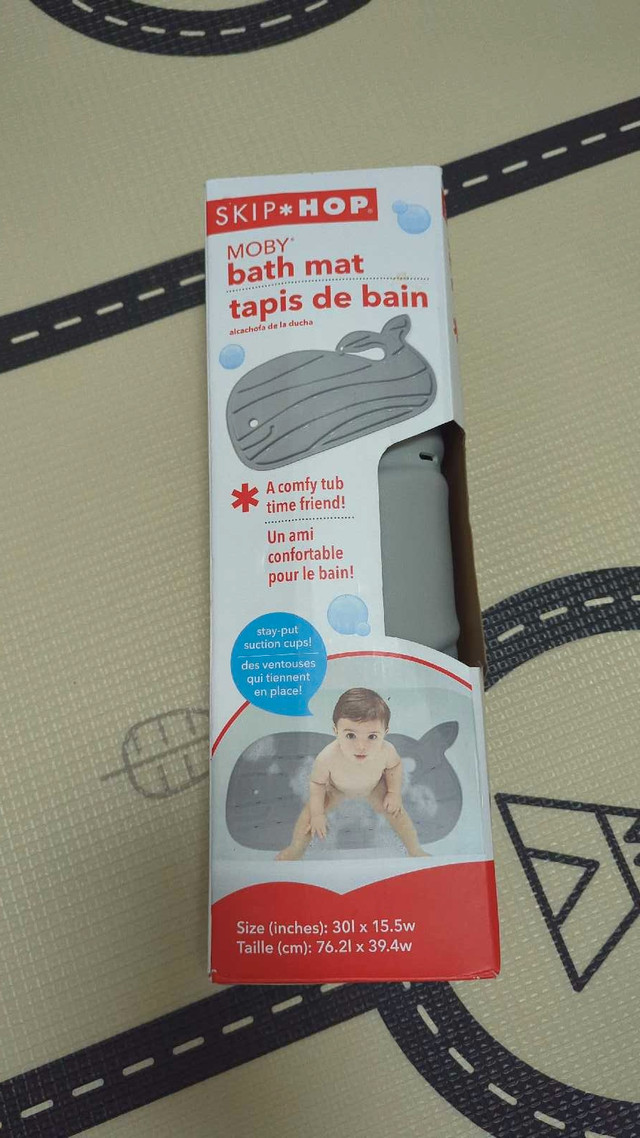 SKIP*HOP®
MOBY®
bath mat
tapis de bain
alcachofa de la ducha
A comfy tub
time friend!
Un ami
confortable
pour le bain!
stay-put
suction cups!
des ventouses
qui tiennent
en place!
Size (inches): 30l x 15.5w
Taille (cm): 76.2l x 39.4w